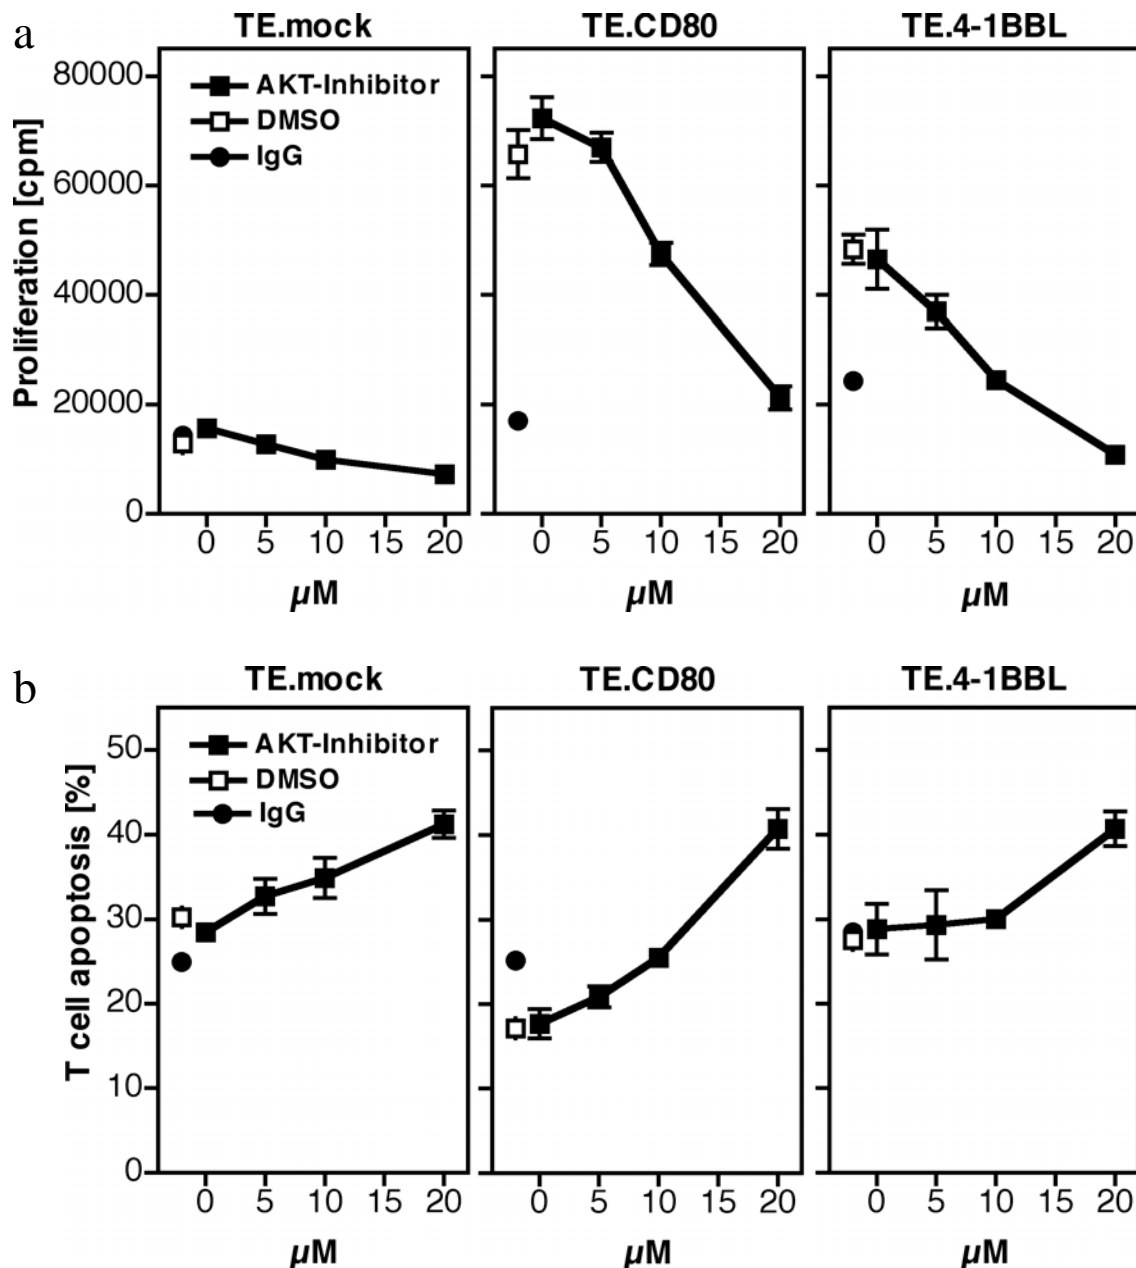 a
TE.mock
TE.CD80
TE.4-1BBL
Proliferation [cpm]
80000
60000
40000
20000
0
AKT-Inhibitor
DMSO
IgG
0 5 10 15 20
0 5 10 15 20
0 5 10 15 20
µM
µM
µM
b
TE.mock
TE.CD80
TE.4-1BBL
T cell apoptosis [%]
50
40
30
20
10
0
AKT-Inhibitor
DMSO
IgG
0 5 10 15 20
0 5 10 15 20
0 5 10 15 20
µM
µM
µM